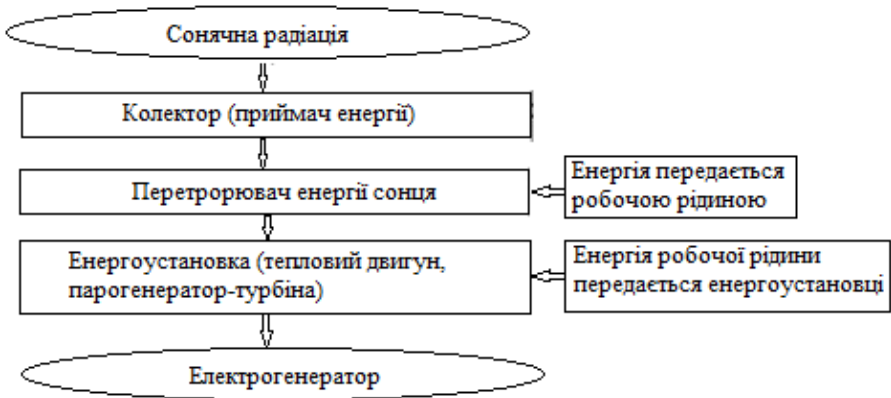 Сонячна радіація
Колектор (приймач енергії)
Перетрорювач енергії сонця
Енергія передається
робочою рідиною
Енергоустановка (тепловий двигун,
парогенератор-турбіна)
Енергія робочої рідини
передається енергоустановці
Електрогенератор